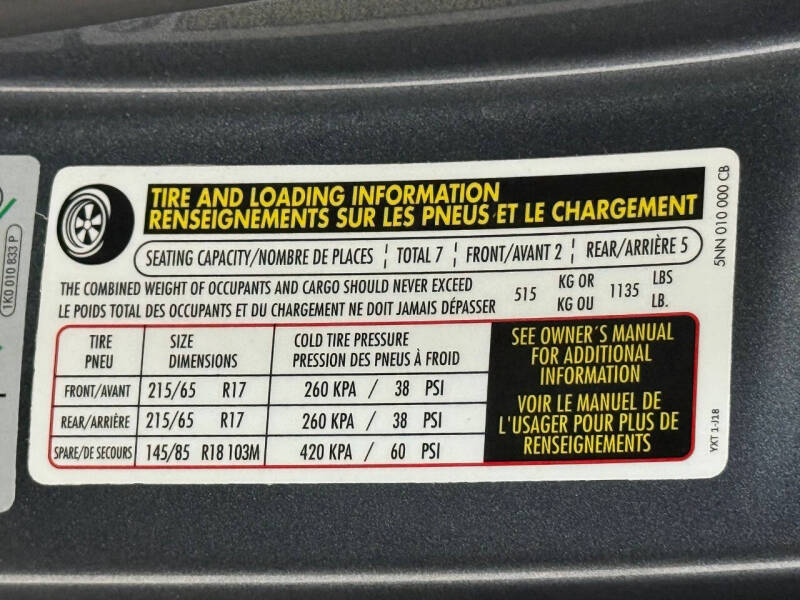 TIRE AND LOADING INFORMATION
RENSEIGNEMENTS SUR LES PNEUS ET LE CHARGEMENT
SEATING CAPACITY/NOMBRE DE PLACES ¦ TOTAL 7 ¦ FRONT/AVANT 2 ¦ REAR/ARRIÈRE 5
THE COMBINED WEIGHT OF OCCUPANTS AND CARGO SHOULD NEVER EXCEED 515 KG OR 1135 LBS
LE POIDS TOTAL DES OCCUPANTS ET DU CHARGEMENT NE DOIT JAMAIS DÉPASSER KG OU LB.
TIRE SIZE COLD TIRE PRESSURE
PNEU DIMENSIONS PRESSION DES PNEUS À FROID
FRONT/AVANT 215/65 R17 260 KPA / 38 PSI
REAR/ARRIÈRE 215/65 R17 260 KPA / 38 PSI
SPARE/DE SECOURS 145/85 R18 103M 420 KPA / 60 PSI
SEE OWNER'S MANUAL
FOR ADDITIONAL
INFORMATION
VOIR LE MANUEL DE
L'USAGER POUR PLUS DE
RENSEIGNEMENTS
5NN 010 000 CB
YXT 1-J18
1K0 010 833 P